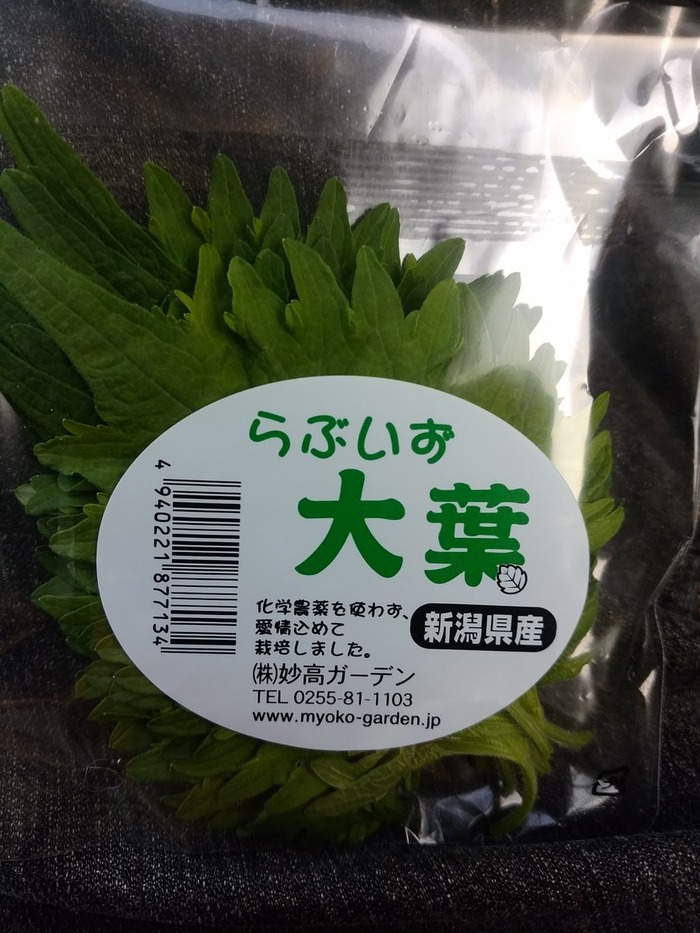 らぶいず
大葉
4 940221 877134
化学農薬を使わず、
愛情込めて
栽培しました。
新潟県産
㈱妙高ガーデン
TEL 0255-81-1103
www.myoko-garden.jp